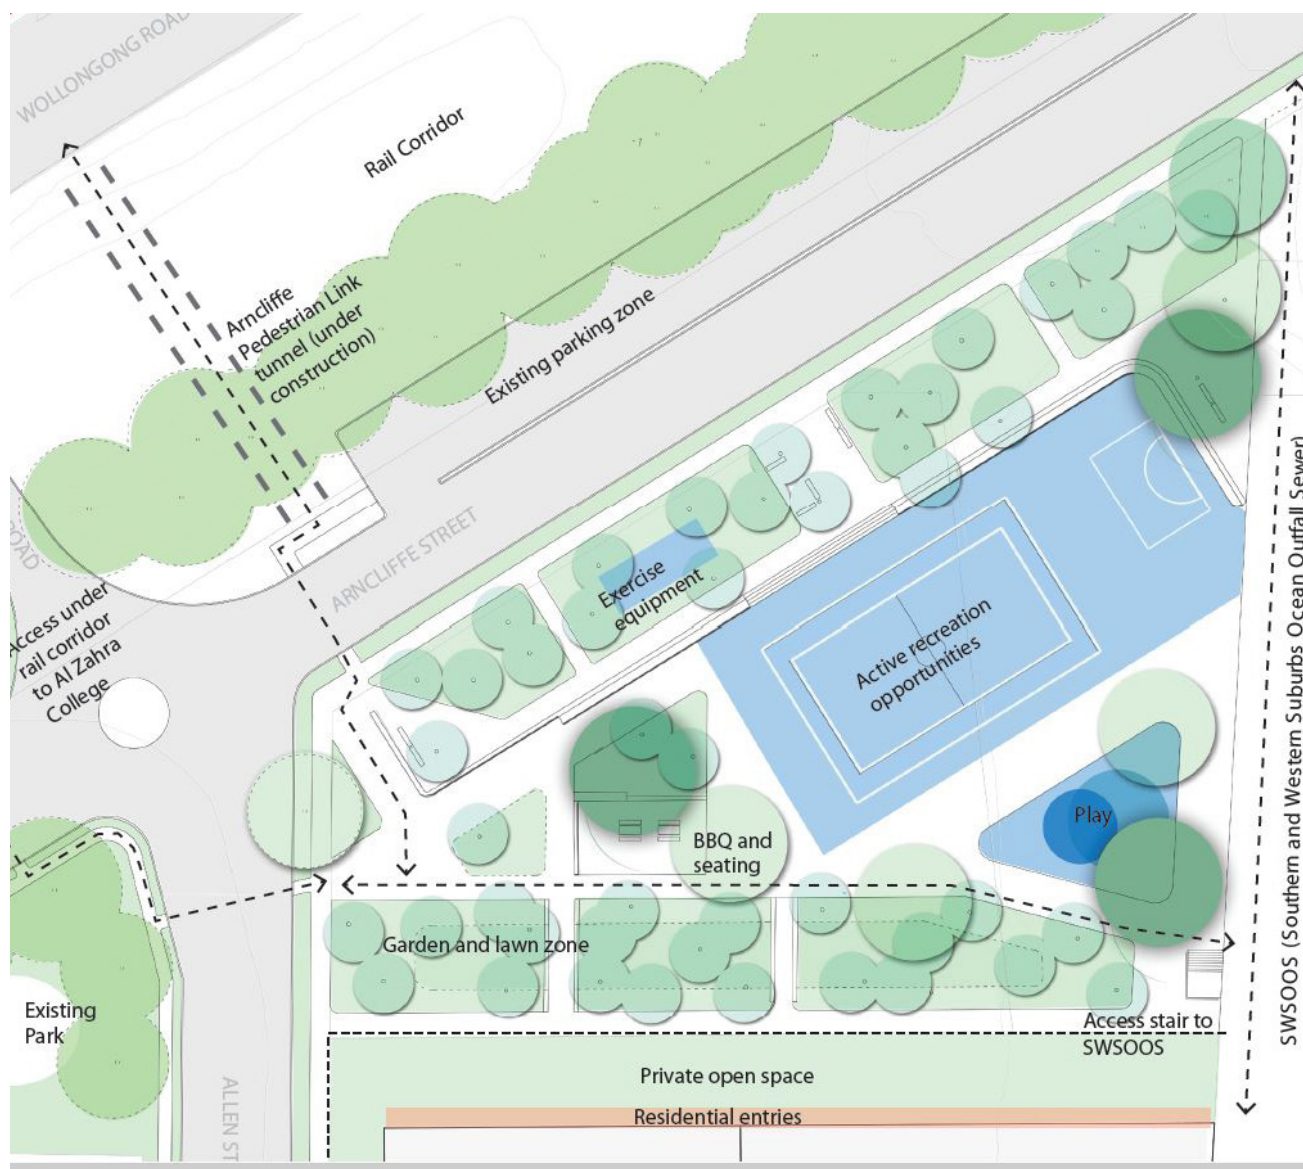 WOLLONGONG ROAD
Rail Corridor
Arncliffe
Pedestrian Link
tunnel (under
construction)
Existing parking zone
ARNCLIFFE STREET
ROAD
Access under
rail corridor
to Al Zahra
College
Exercise
equipment
Active recreation
opportunities
SWSOOS (Southern and Western Suburbs Ocean Outfall Sewer)
Play
BBQ and
seating
Garden and lawn zone
Existing
Park
Access stair to
SWSOOS
ALLEN ST
Private open space
Residential entries